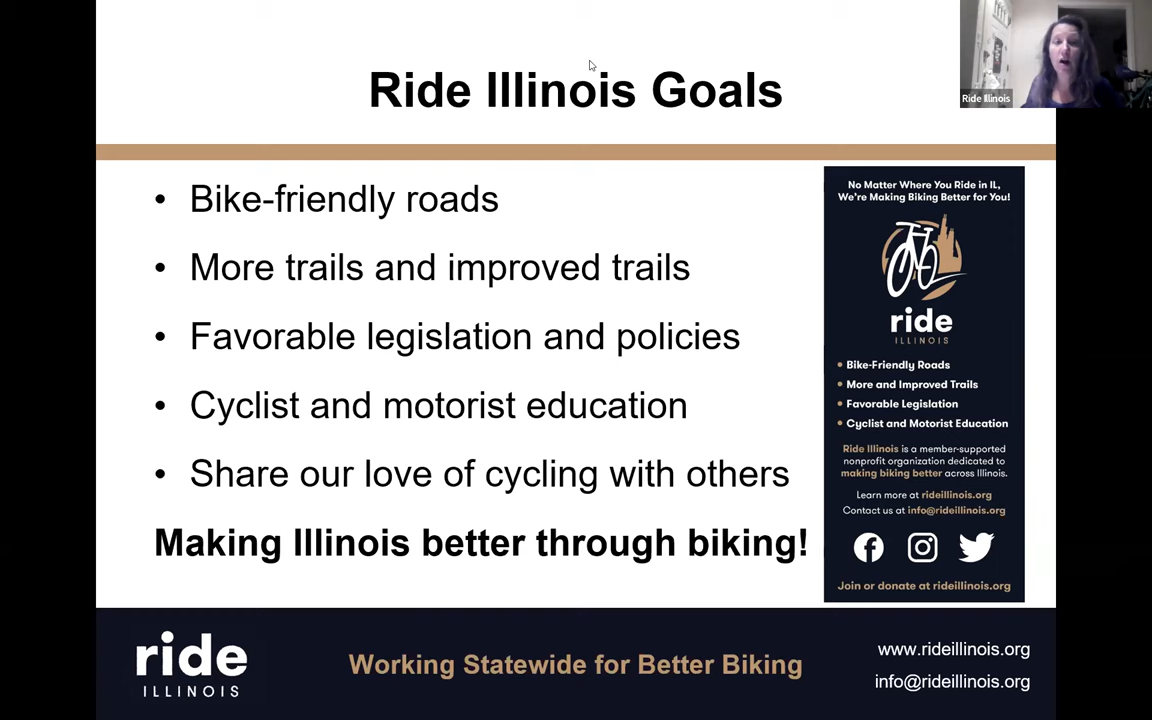 Ride Illinois Goals
Ride Illinois
• Bike-friendly roads
• More trails and improved trails
• Favorable legislation and policies
• Cyclist and motorist education
• Share our love of cycling with others
Making Illinois better through biking!
No Matter Where You Ride in IL,
We're Making Biking Better for You!
ride
ILLINOIS
• Bike-Friendly Roads
• More and Improved Trails
• Favorable Legislation
• Cyclist and Motorist Education
Ride Illinois is a member-supported
nonprofit organization dedicated to
making biking better across Illinois.
Learn more at rideillinois.org
Contact us at info@rideillinois.org
Join or donate at rideillinois.org
ride
ILLINOIS
Working Statewide for Better Biking
www.rideillinois.org
info@rideillinois.org